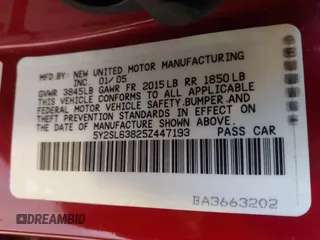 MFD BY: NEW UNITED MOTOR MANUFACTURING
INC 01/05
GVWR 3845LB GAWR FR 2015LB RR 1850LB
THIS VEHICLE CONFORMS TO ALL
APPLICABLE FEDERAL MOTOR
VEHICLE SAFETY,BUMPER,AND
THEFT PREVENTION
STANDARDS IN EFFECT ON THE
DATE OF MANUFACTURE SHOWN ABOVE.
5Y2SL63825Z447193 PASS CAR
BA3663202
DREAMBID